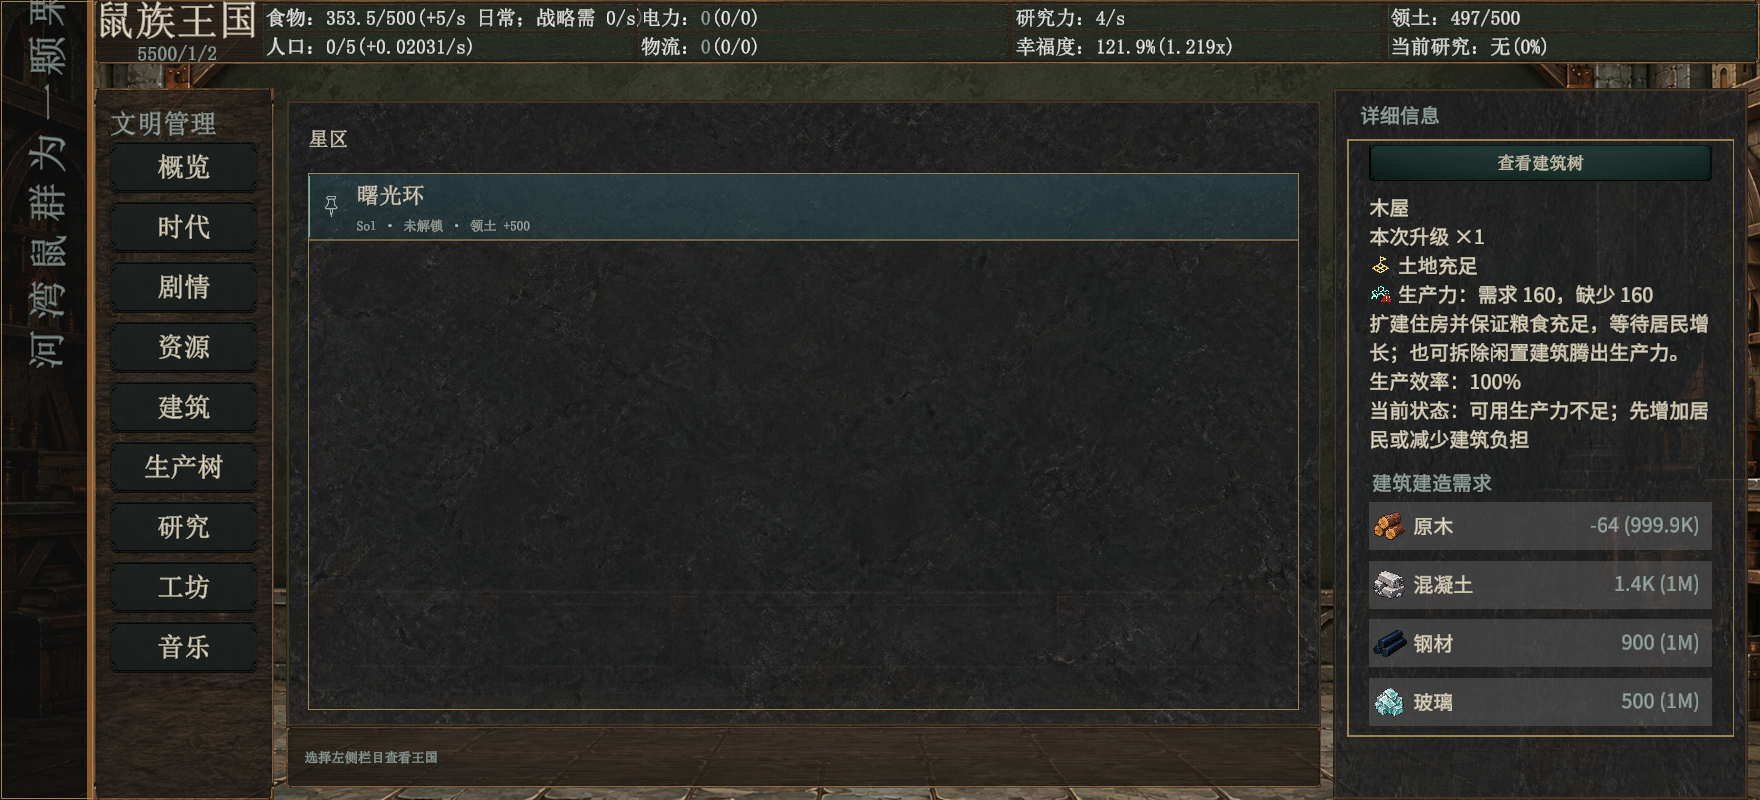 河湾鼠群为一颗
鼠族王国
5500/1/2
食物：353.5/500(+5/s 日常；战略需 0/s)
电力：0(0/0)
研究力：4/s
领土：497/500
人口：0/5(+0.02031/s)
物流：0(0/0)
幸福度：121.9%(1.219x)
当前研究：无(0%)
文明管理
概览
时代
剧情
资源
建筑
生产树
研究
工坊
音乐
星区
曙光环
Sol · 未解锁 · 领土 +500
选择左侧栏目查看王国
详细信息
查看建筑树
木屋
本次升级 ×1
土地充足
生产力：需求 160，缺少 160
扩建住房并保证粮食充足，等待居民增
长；也可拆除闲置建筑腾出生产力。
生产效率：100%
当前状态：可用生产力不足；先增加居
民或减少建筑负担
建筑建造需求
原木 -64 (999.9K)
混凝土 1.4K (1M)
钢材 900 (1M)
玻璃 500 (1M)